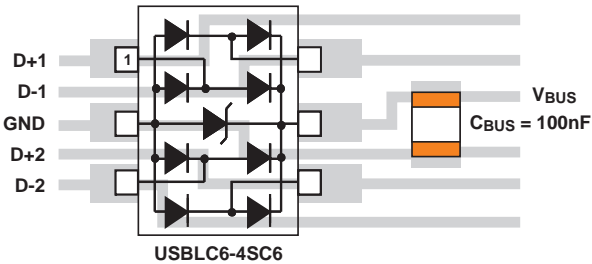 D+1
1
D-1
GND
D+2
D-2
VBUS
CBUS = 100nF
USBLC6-4SC6